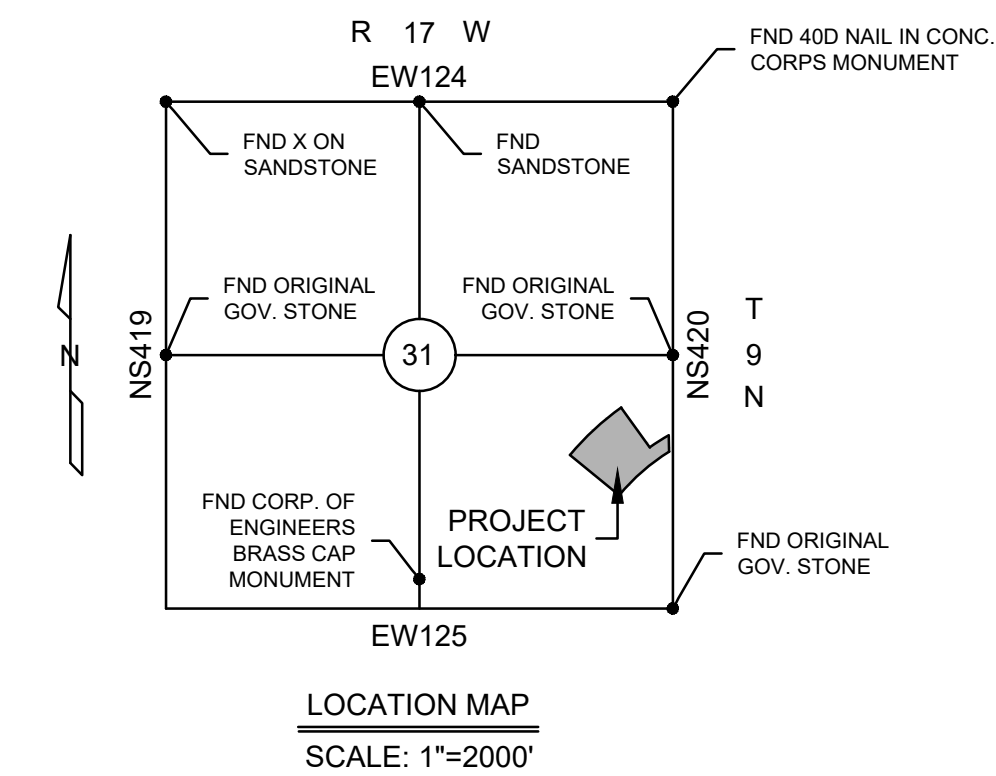 R 17 W
EW124
FND 40D NAIL IN CONC.
CORPS MONUMENT
FND X ON
SANDSTONE
FND
SANDSTONE
FND ORIGINAL
GOV. STONE
FND ORIGINAL
GOV. STONE
N
NS419
31
NS420
T
9
N
FND CORP. OF
ENGINEERS
BRASS CAP
MONUMENT
PROJECT
LOCATION
FND ORIGINAL
GOV. STONE
EW125
LOCATION MAP
SCALE: 1"=2000'